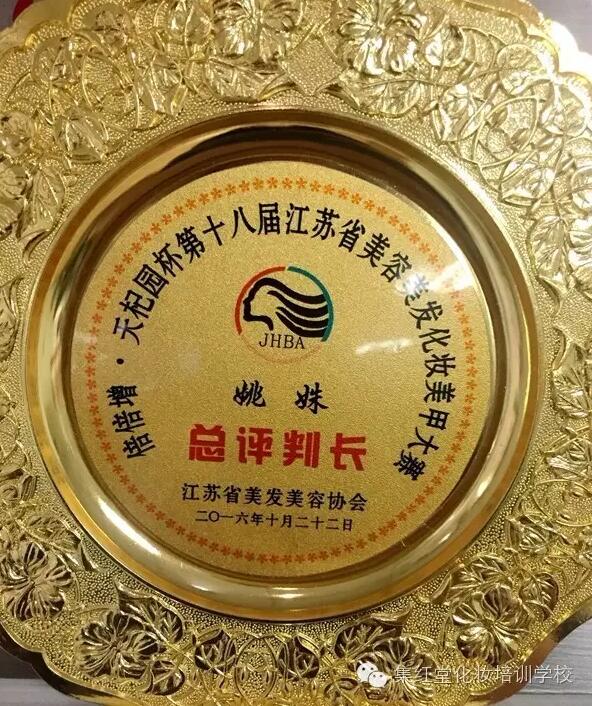 倍倍增·天杞园杯第十八届江苏省美容美发化妆美甲大赛
JHBA
姚 姝
总评判长
江苏省美发美容协会
二〇一六年十月二十二日
集红堂化妆培训学校